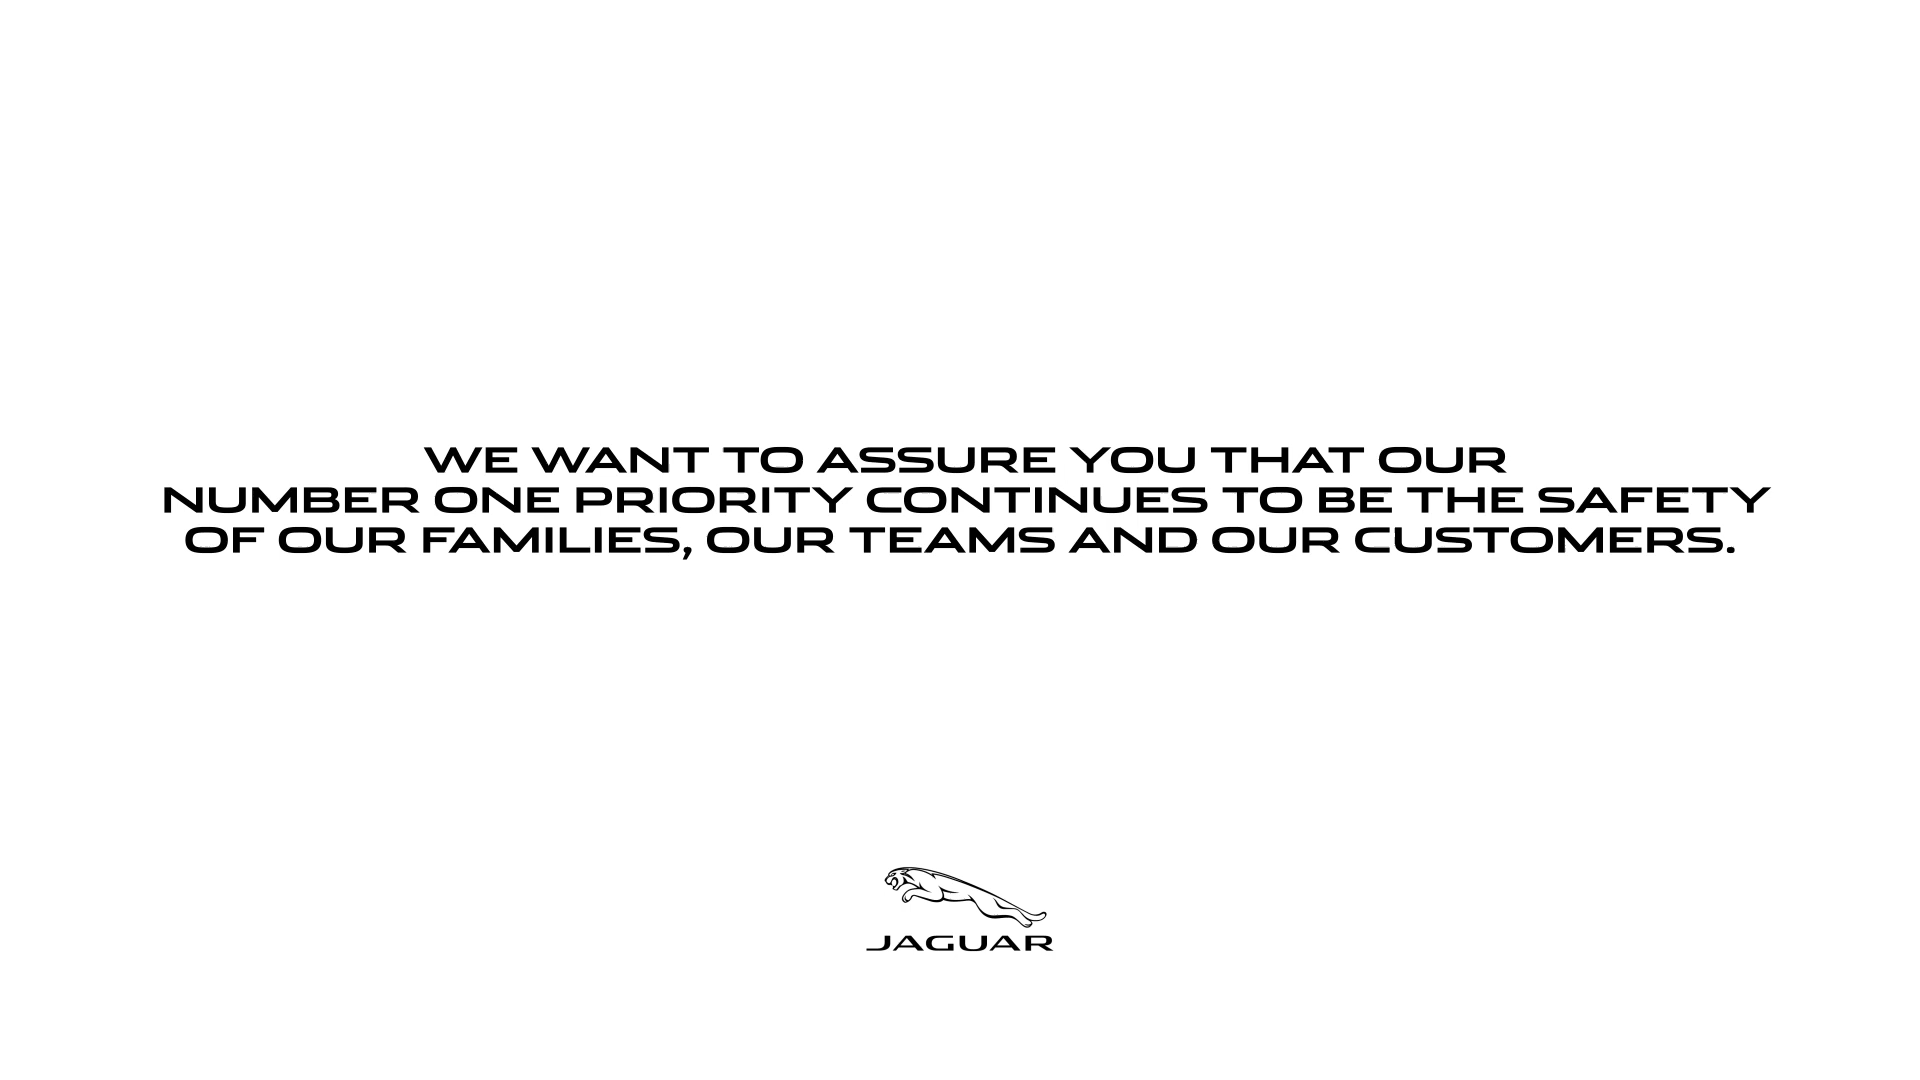 WE WANT TO ASSURE YOU THAT OUR
NUMBER ONE PRIORITY CONTINUES TO BE THE SAFETY
OF OUR FAMILIES, OUR TEAMS AND OUR CUSTOMERS.
JAGUAR